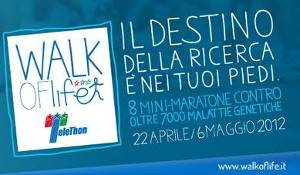 WALK
OF life
Telethon
IL DESTINO
DELLA RICERCA
È NEI TUOI PIEDI.
8 MINI-MARATONE CONTRO
OLTRE 7000 MALATTIE GENETICHE
22 APRILE/6 MAGGIO 2012
www.walkoflife.it